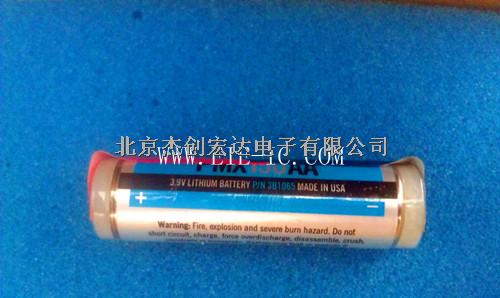 北京杰创宏达电子有限公司
WWW.EIE-IC.COM
PMX150AA
3.9V LITHIUM BATTERY P/N 3B1065 MADE IN USA
+ -
Warning: Fire, explosion and severe burn hazard. Do not
short circuit, charge, force overdischarge, disassemble, crush,